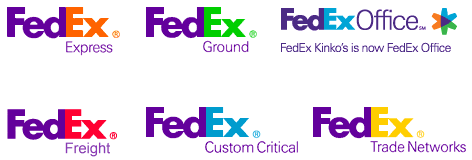 FedEx®
Express
FedEx®
Ground
FedEx Office℠
FedEx Kinko's is now FedEx Office
FedEx®
Freight
FedEx®
Custom Critical
FedEx®
Trade Networks